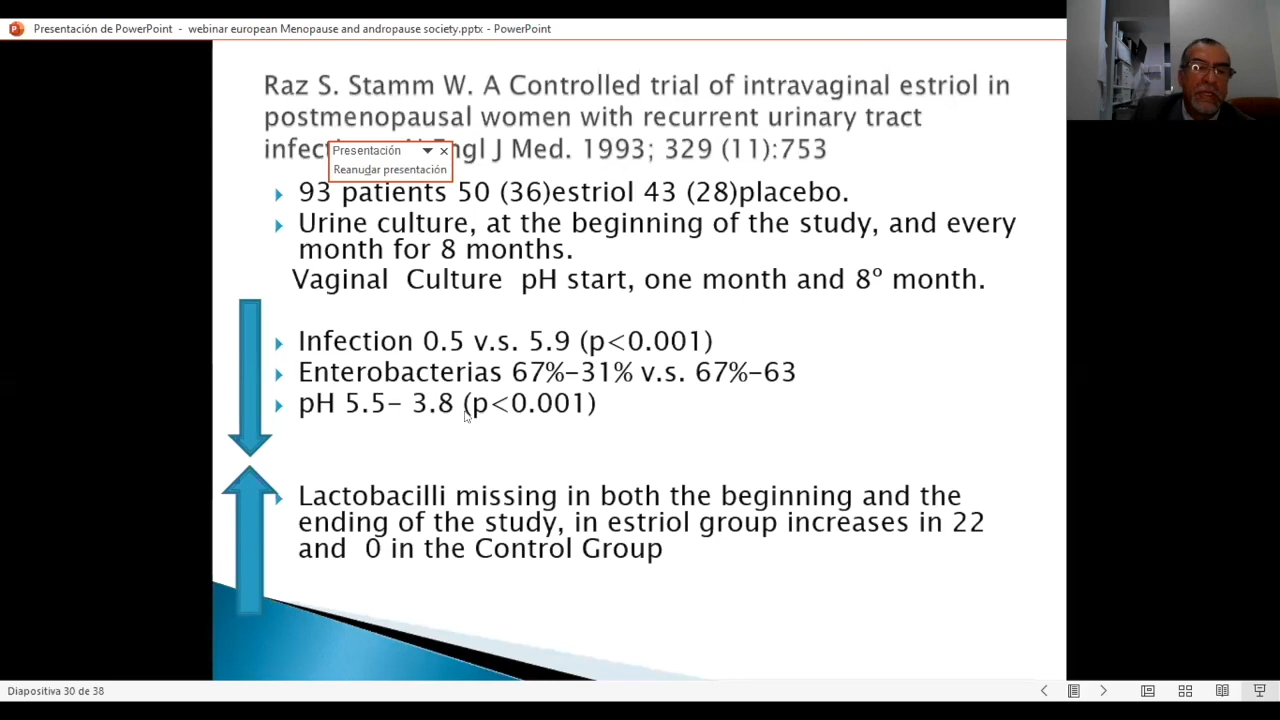 Presentación de PowerPoint - webinar european Menopause and andropause society.pptx - PowerPoint
Raz S. Stamm W. A Controlled trial of intravaginal estriol in
postmenopausal women with recurrent urinary tract
infec Engl J Med. 1993; 329 (11):753
Presentación
Reanudar presentación
93 patients 50 (36)estriol 43 (28)placebo.
Urine culture, at the beginning of the study, and every
month for 8 months.
Vaginal Culture pH start, one month and 8º month.
Infection 0.5 v.s. 5.9 (p<0.001)
Enterobacterias 67%-31% v.s. 67%-63
pH 5.5- 3.8 (p<0.001)
Lactobacilli missing in both the beginning and the
ending of the study, in estriol group increases in 22
and 0 in the Control Group
Diapositiva 30 de 38